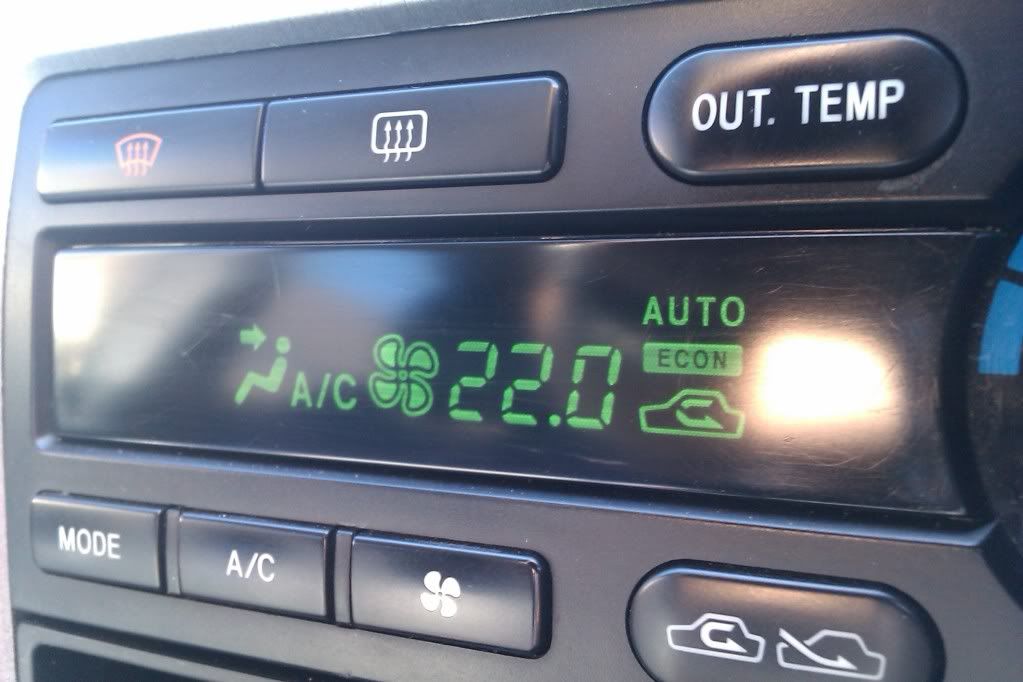 OUT. TEMP
AUTO
ECON
A/C 22.0
MODE
A/C